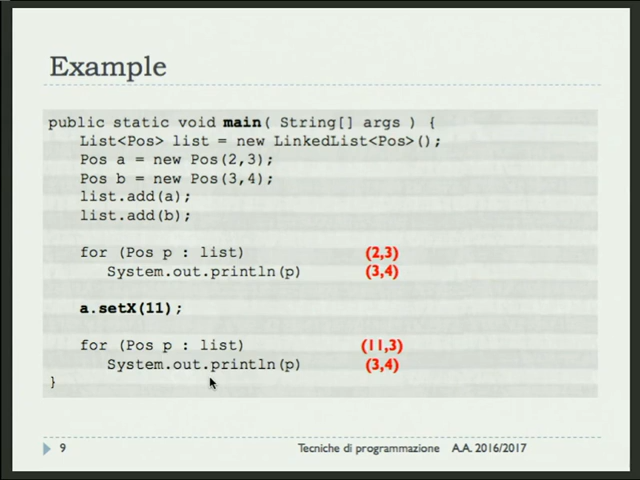 Example
public static void main( String[] args ) {
List<Pos> list = new LinkedList<Pos>();
Pos a = new Pos(2,3);
Pos b = new Pos(3,4);
list.add(a);
list.add(b);
for (Pos p : list) (2,3)
System.out.println(p) (3,4)
a.setX(11);
for (Pos p : list) (11,3)
System.out.println(p) (3,4)
}
9 Tecniche di programmazione A.A. 2016/2017